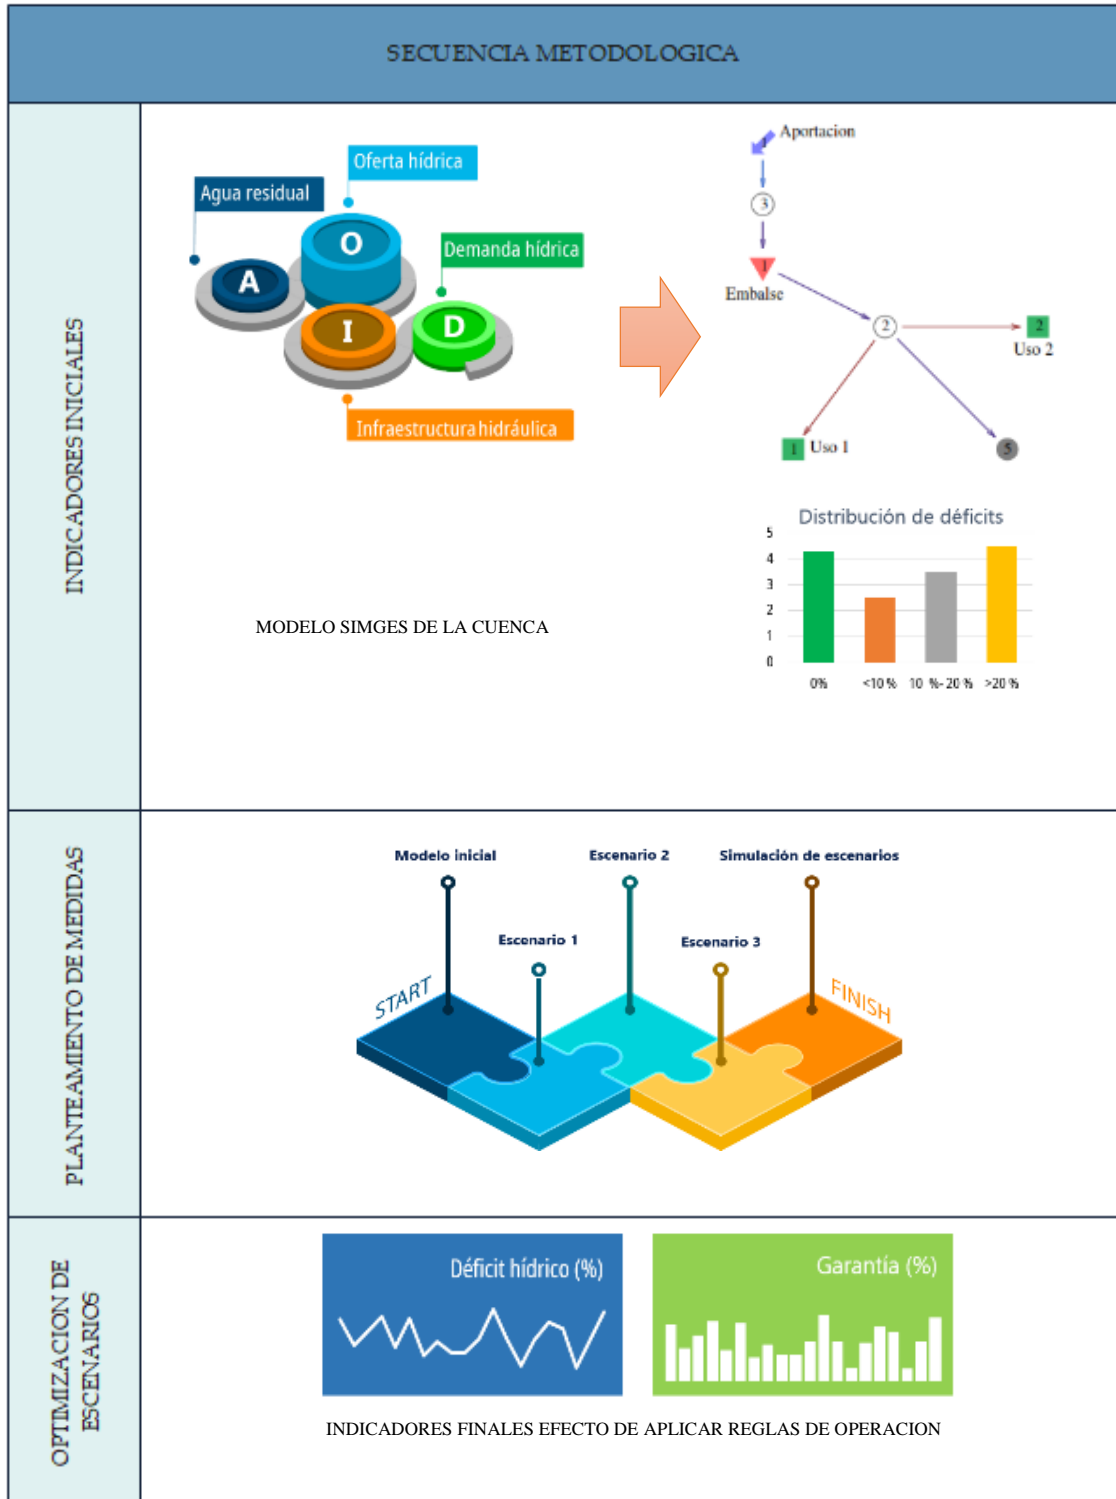 SECUENCIA METODOLOGICA
INDICADORES INICIALES
Agua residual
Oferta hídrica
Demanda hídrica
Infraestructura hidráulica
A
O
I
D
MODELO SIMGES DE LA CUENCA
1
Aportacion
3
1
Embalse
2
2
Uso 2
1
Uso 1
5
Distribución de déficits
5
4
3
2
1
0
0%
<10 %
10 %- 20 %
>20 %
PLANTEAMIENTO DE MEDIDAS
Modelo inicial
Escenario 2
Simulación de escenarios
Escenario 1
Escenario 3
START
FINISH
OPTIMIZACION DE
ESCENARIOS
Déficit hídrico (%)
Garantía (%)
INDICADORES FINALES EFECTO DE APLICAR REGLAS DE OPERACION